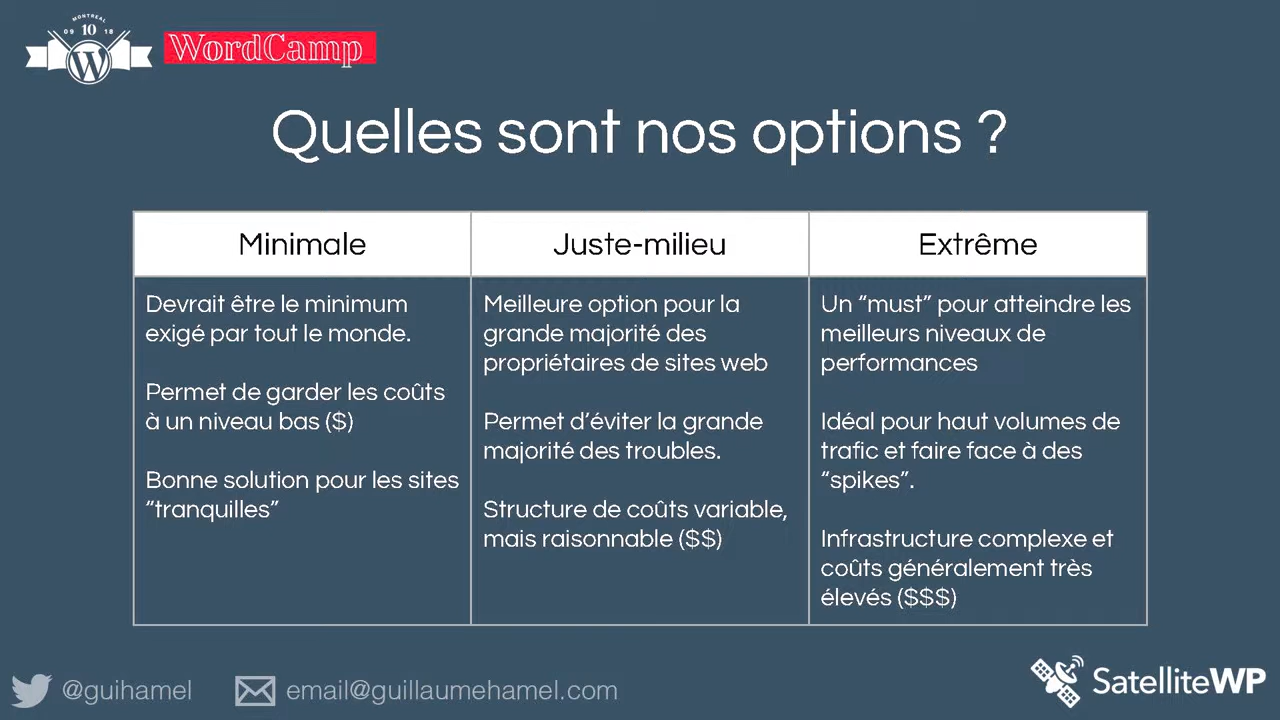 MONTREAL
09 10 18
W
WordCamp
Quelles sont nos options ?
Minimale
Devrait être le minimum
exigé par tout le monde.
Permet de garder les coûts
à un niveau bas ($)
Bonne solution pour les sites
“tranquilles”
Juste-milieu
Meilleure option pour la
grande majorité des
propriétaires de sites web
Permet d’éviter la grande
majorité des troubles.
Structure de coûts variable,
mais raisonnable ($$)
Extrême
Un “must” pour atteindre les
meilleurs niveaux de
performances
Idéal pour haut volumes de
trafic et faire face à des
“spikes”.
Infrastructure complexe et
coûts généralement très
élevés ($$$)
@guihamel
email@guillaumehamel.com
SatelliteWP